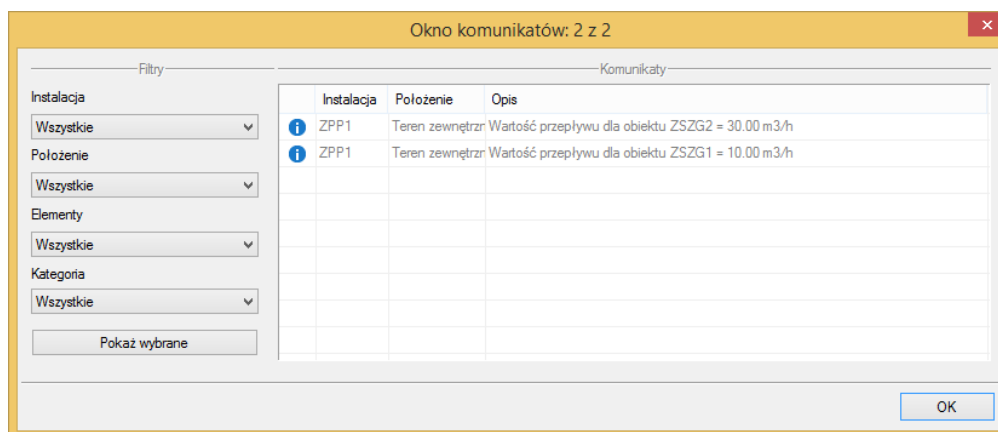 Okno komunikatów: 2 z 2
Filtry
Komunikaty
Instalacja
Wszystkie
Położenie
Wszystkie
Elementy
Wszystkie
Kategoria
Wszystkie
Pokaż wybrane
Instalacja Położenie Opis
ZPP1 Teren zewnętrzn Wartość przepływu dla obiektu ZSZG2 = 30.00 m3/h
ZPP1 Teren zewnętrzn Wartość przepływu dla obiektu ZSZG1 = 10.00 m3/h
OK